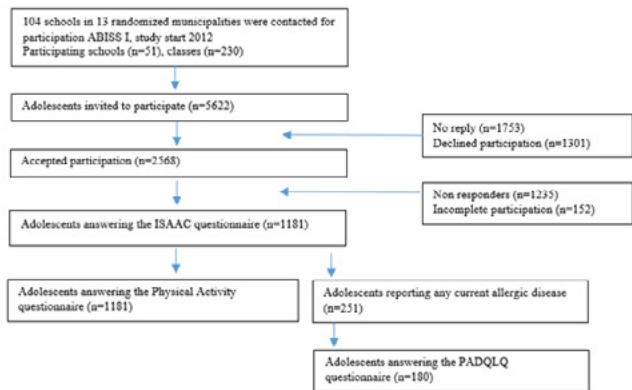 104 schools in 13 randomized municipalities were contacted for
participation ABISS I, study start 2012
Participating schools (n=51), classes (n=230)
Adolescents invited to participate (n=5622)
No reply (n=1753)
Declined participation (n=1301)
Accepted participation (n=2568)
Non responders (n=1235)
Incomplete participation (n=152)
Adolescents answering the ISAAC questionnaire (n=1181)
Adolescents answering the Physical Activity
questionnaire (n=1181)
Adolescents reporting any current allergic disease
(n=251)
Adolescents answering the PADQLQ
questionnaire (n=180)